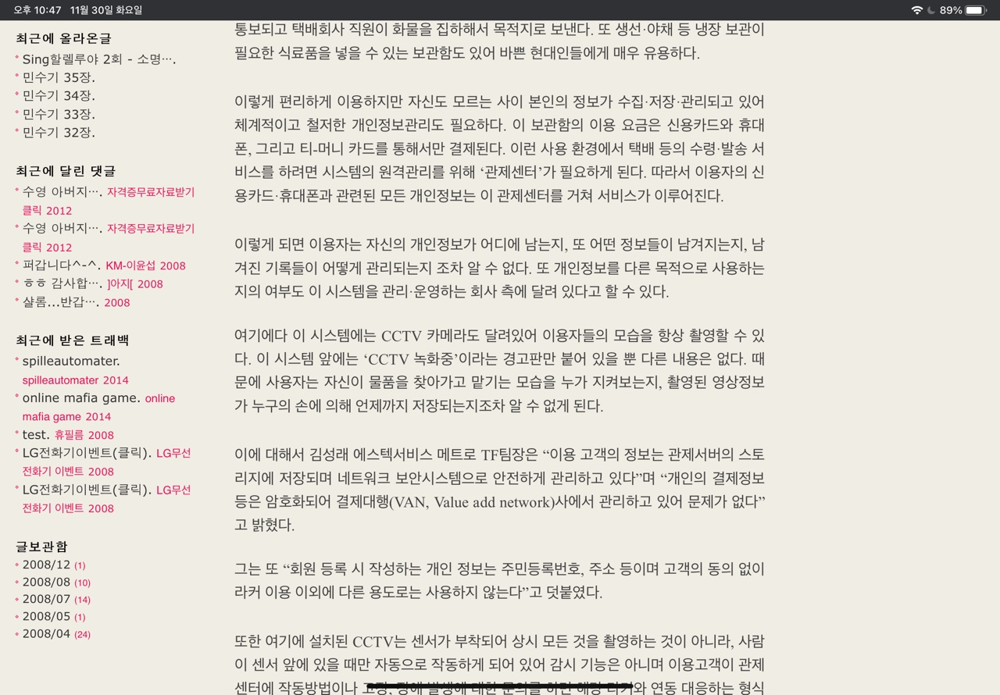 오후 10:47 11월 30일 화요일
89%
최근에 올라온글
Sing할렐루야 2회 - 소명···.
민수기 35장.
민수기 34장.
민수기 33장.
민수기 32장.
최근에 달린 댓글
수영 아버지···. 자격증무료자료받기
클릭 2012
수영 아버지···. 자격증무료자료받기
클릭 2012
퍼갑니다^-^. KM-이윤섭 2008
ㅎㅎ 감사합···. ]아지[ 2008
샬롬...반갑···. 2008
최근에 받은 트래백
spilleautomater.
spilleautomater 2014
online mafia game. online
mafia game 2014
test. 휴필름 2008
LG전화기이벤트(클릭). LG무선
전화기 이벤트 2008
LG전화기이벤트(클릭). LG무선
전화기 이벤트 2008
글보관함
2008/12 (1)
2008/08 (10)
2008/07 (14)
2008/05 (1)
2008/04 (24)
통보되고 택배회사 직원이 화물을 집하해서 목적지로 보낸다. 또 생선·야채 등 냉장 보관이
필요한 식료품을 넣을 수 있는 보관함도 있어 바쁜 현대인들에게 매우 유용하다.
이렇게 편리하게 이용하지만 자신도 모르는 사이 본인의 정보가 수집·저장·관리되고 있어
체계적이고 철저한 개인정보관리도 필요하다. 이 보관함의 이용 요금은 신용카드와 휴대
폰, 그리고 티-머니 카드를 통해서만 결제된다. 이런 사용 환경에서 택배 등의 수령·발송 서
비스를 하려면 시스템의 원격관리를 위해 ‘관제센터’가 필요하게 된다. 따라서 이용자의 신
용카드·휴대폰과 관련된 모든 개인정보는 이 관제센터를 거쳐 서비스가 이루어진다.
이렇게 되면 이용자는 자신의 개인정보가 어디에 남는지, 또 어떤 정보들이 남겨지는지, 남
겨진 기록들이 어떻게 관리되는지 조차 알 수 없다. 또 개인정보를 다른 목적으로 사용하는
지의 여부도 이 시스템을 관리·운영하는 회사 측에 달려 있다고 할 수 있다.
여기에다 이 시스템에는 CCTV 카메라도 달려있어 이용자들의 모습을 항상 촬영할 수 있
다. 이 시스템 앞에는 ‘CCTV 녹화중’이라는 경고판만 붙어 있을 뿐 다른 내용은 없다. 때
문에 사용자는 자신이 물품을 찾아가고 맡기는 모습을 누가 지켜보는지, 촬영된 영상정보
가 누구의 손에 의해 언제까지 저장되는지조차 알 수 없게 된다.
이에 대해서 김성래 에스텍서비스 메트로 TF팀장은 “이용 고객의 정보는 관제서버의 스토
리지에 저장되며 네트워크 보안시스템으로 안전하게 관리하고 있다”며 “개인의 결제정보
등은 암호화되어 결제대행(VAN, Value add network)사에서 관리하고 있어 문제가 없다”
고 밝혔다.
그는 또 “회원 등록 시 작성하는 개인 정보는 주민등록번호, 주소 등이며 고객의 동의 없이
라커 이용 이외에 다른 용도로는 사용하지 않는다”고 덧붙였다.
또한 여기에 설치된 CCTV는 센서가 부착되어 상시 모든 것을 촬영하는 것이 아니라, 사람
이 센서 앞에 있을 때만 자동으로 작동하게 되어 있어 감시 기능은 아니며 이용고객이 관제
센터에 작동방법이나 고장, 장애 발생에 대한 문의를 하면 해당 라커와 연동 대응하는 형식